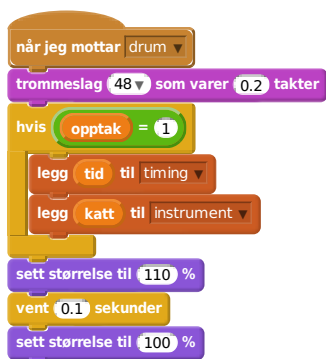 når jeg mottar drum
trommeslag 48 som varer 0.2 takter
hvis opptak = 1
legg tid til timing
legg katt til instrument
sett størrelse til 110 %
vent 0.1 sekunder
sett størrelse til 100 %